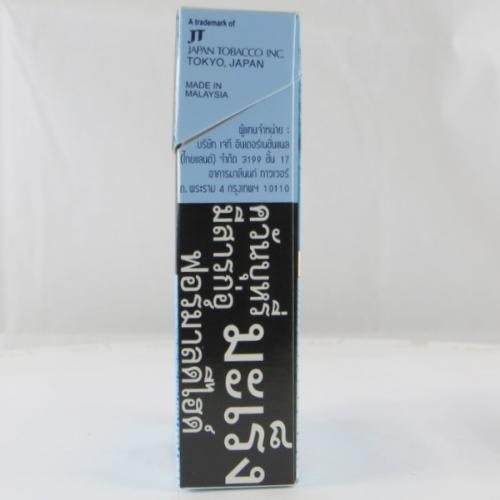 A trademark of
JT
JAPAN TOBACCO INC.
TOKYO, JAPAN
MADE IN
MALAYSIA
ผู้แทนจำหน่าย :
บริษัท เจที อินเตอร์เนชั่นแนล
(ไทยแลนด์) จำกัด 3199 ชั้น 17
อาคารมาลีนนท์ ทาวเวอร์
ถ. พระราม 4 กรุงเทพฯ 10110
ควันบุหรี่
มีสารก่อมะเร็ง
ฟอร์มาลดีไฮด์